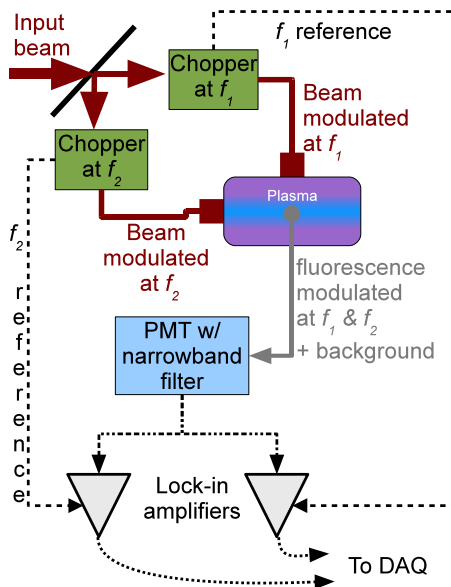 Input
beam
f₁ reference
Chopper
at f₁
Beam
modulated
at f₁
Chopper
at f₂
Plasma
Beam
modulated
at f₂
f₂ reference
fluorescence
modulated
at f₁ & f₂
+ background
PMT w/
narrowband
filter
Lock-in
amplifiers
To DAQ